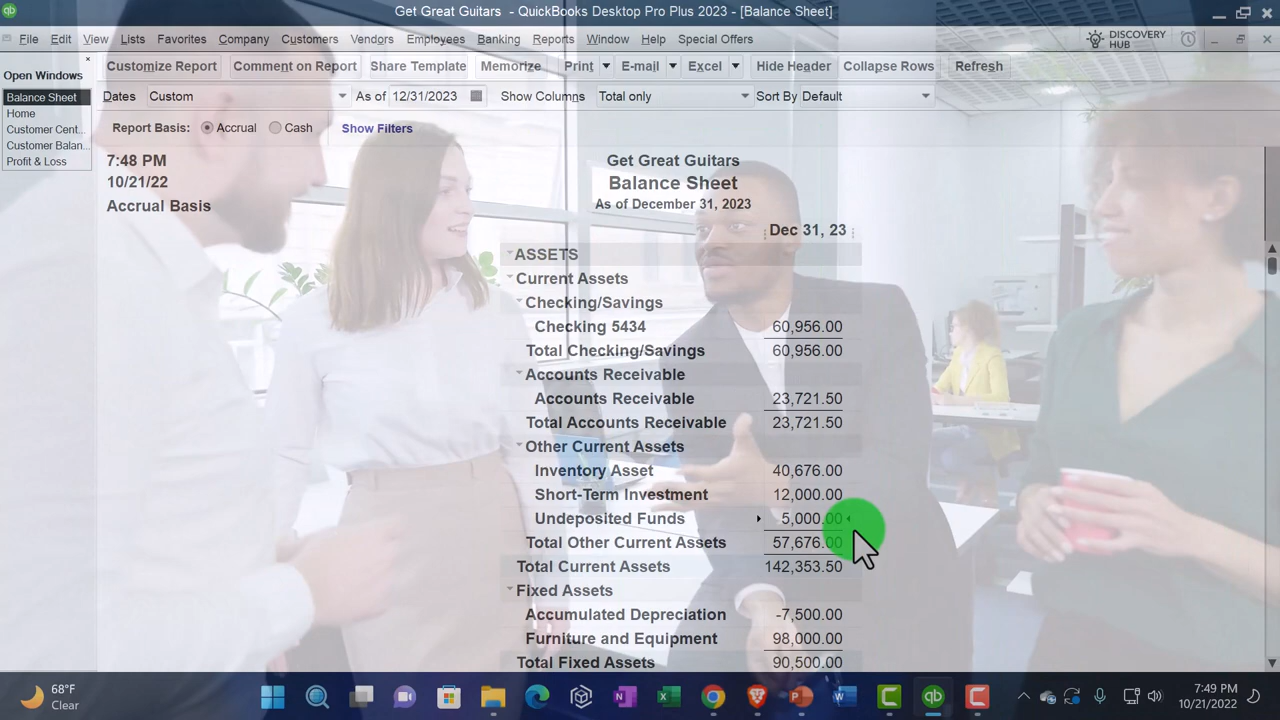 Get Great Guitars - QuickBooks Desktop Pro Plus 2023 - [Balance Sheet]
File Edit View Lists Favorites Company Customers Vendors Employees Banking Reports Window Help Special Offers
DISCOVERY HUB
Open Windows
Balance Sheet
Home
Customer Cent...
Customer Balan...
Profit & Loss
Customize Report Comment on Report Share Template Memorize Print E-mail Excel Hide Header Collapse Rows Refresh
Dates Custom As of 12/31/2023 Show Columns Total only Sort By Default
Report Basis: Accrual Cash Show Filters
7:48 PM
10/21/22
Accrual Basis
Get Great Guitars
Balance Sheet
As of December 31, 2023
Dec 31, 23
ASSETS
Current Assets
Checking/Savings
Checking 5434 60,956.00
Total Checking/Savings 60,956.00
Accounts Receivable
Accounts Receivable 23,721.50
Total Accounts Receivable 23,721.50
Other Current Assets
Inventory Asset 40,676.00
Short-Term Investment 12,000.00
Undeposited Funds 5,000.00
Total Other Current Assets 57,676.00
Total Current Assets 142,353.50
Fixed Assets
Accumulated Depreciation -7,500.00
Furniture and Equipment 98,000.00
Total Fixed Assets 90,500.00
68°F
Clear
7:49 PM
10/21/2022